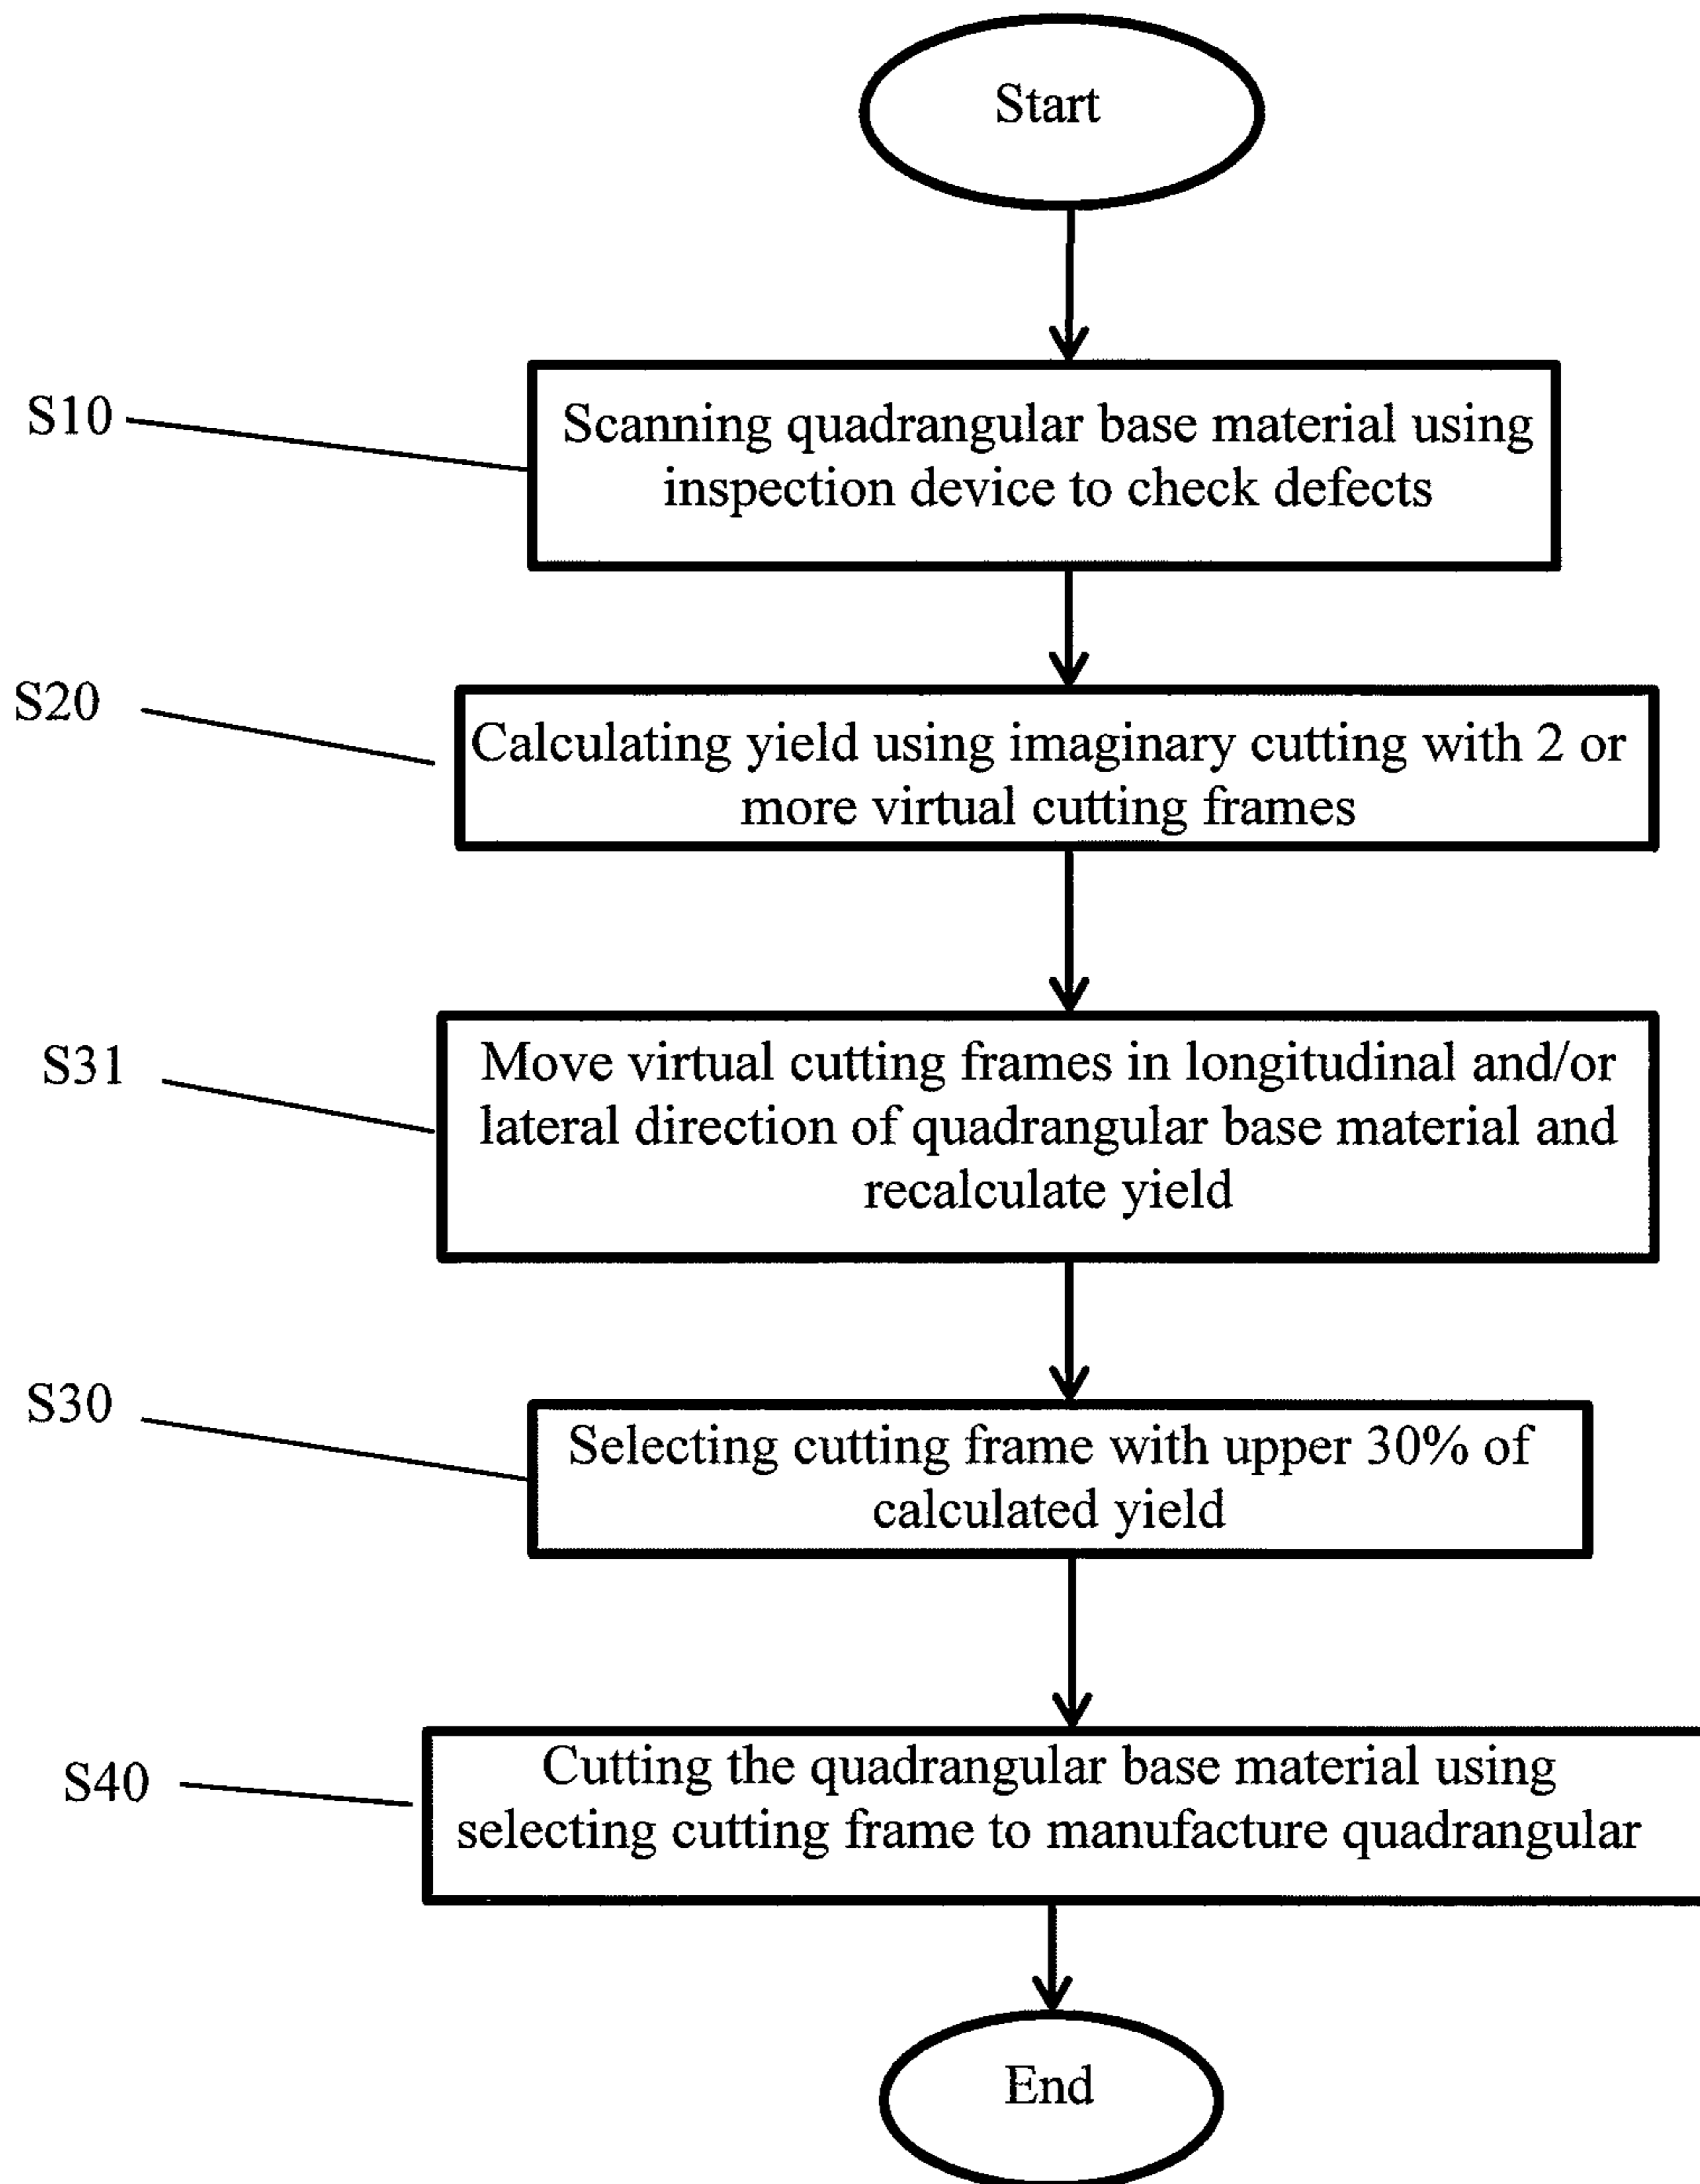 Start
S10
Scanning quadrangular base material using
inspection device to check defects
S20
Calculating yield using imaginary cutting with 2 or
more virtual cutting frames
S31
Move virtual cutting frames in longitudinal and/or
lateral direction of quadrangular base material and
recalculate yield
S30
Selecting cutting frame with upper 30% of
calculated yield
S40
Cutting the quadrangular base material using
selecting cutting frame to manufacture quadrangular
End